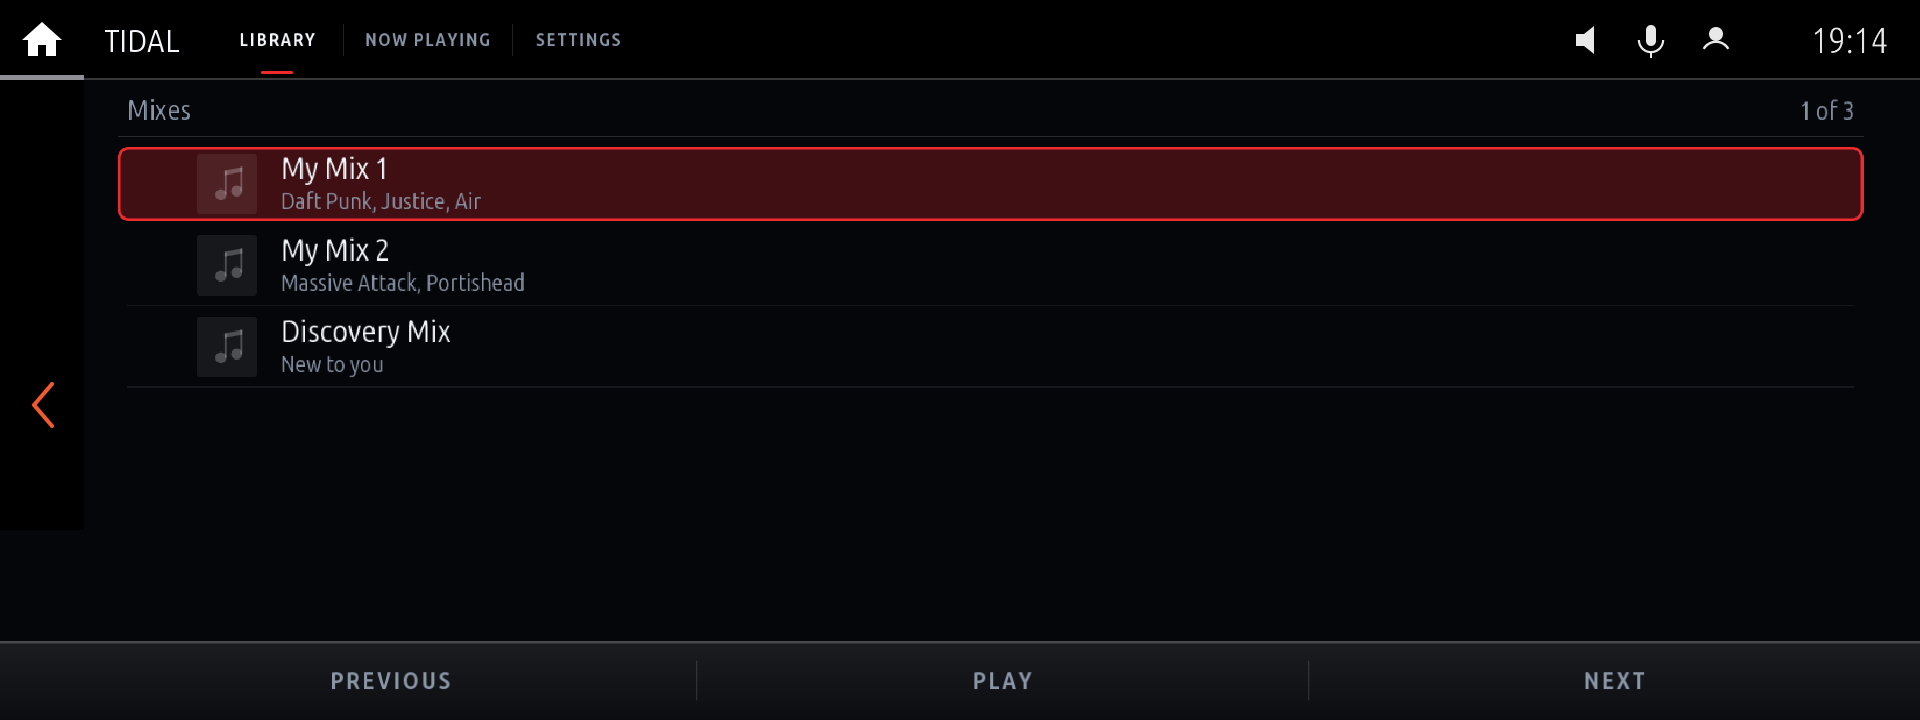 TIDAL
LIBRARY
NOW PLAYING
SETTINGS
19:14
Mixes
1 of 3
My Mix 1
Daft Punk, Justice, Air
My Mix 2
Massive Attack, Portishead
Discovery Mix
New to you
PREVIOUS
PLAY
NEXT